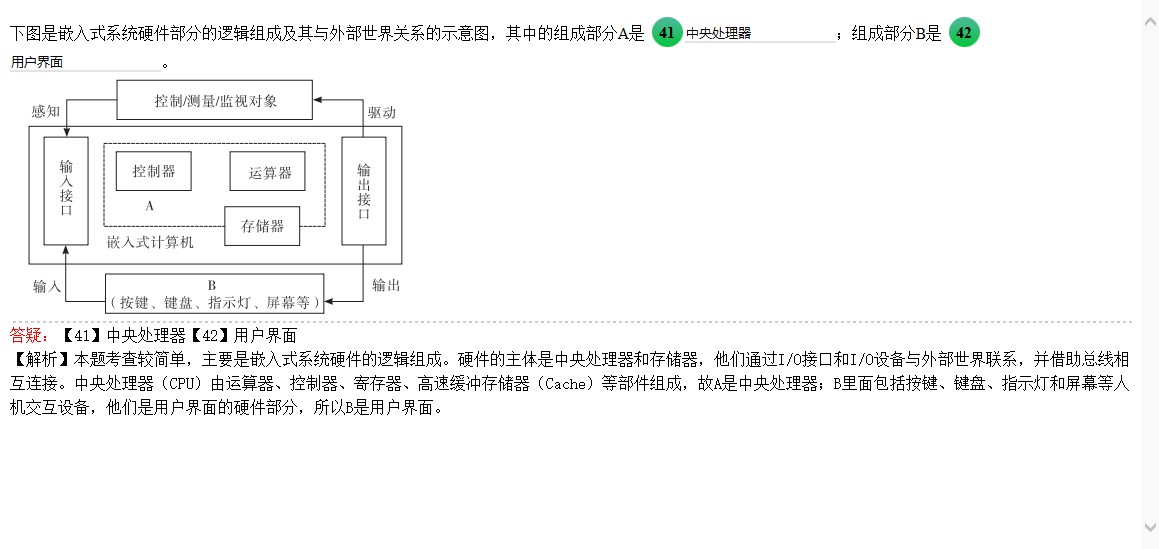 下图是嵌入式系统硬件部分的逻辑组成及其与外部世界关系的示意图，其中的组成部分A是 41 中央处理器 ；组成部分B是 42
用户界面 。
控制/测量/监视对象
感知
驱动
输入接口
控制器
运算器
输出接口
A
存储器
嵌入式计算机
输入
B
输出
（按键、键盘、指示灯、屏幕等）
答疑：【41】中央处理器【42】用户界面
【解析】本题考查较简单，主要是嵌入式系统硬件的逻辑组成。硬件的主体是中央处理器和存储器，他们通过I/O接口和I/O设备与外部世界联系，并借助总线相
互连接。中央处理器（CPU）由运算器、控制器、寄存器、高速缓冲存储器（Cache）等部件组成，故A是中央处理器；B里面包括按键、键盘、指示灯和屏幕等人
机交互设备，他们是用户界面的硬件部分，所以B是用户界面。